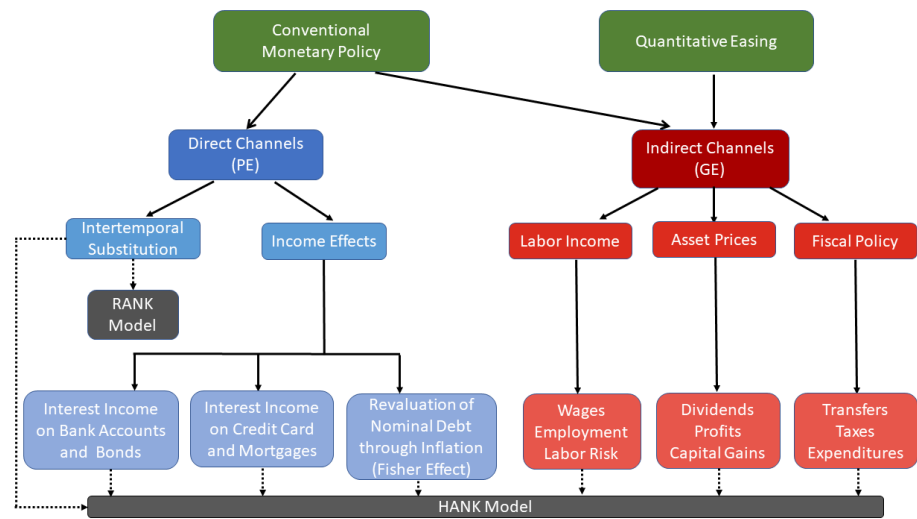 Conventional
Monetary Policy
Quantitative Easing
Direct Channels
(PE)
Indirect Channels
(GE)
Intertemporal
Substitution
Income Effects
Labor Income
Asset Prices
Fiscal Policy
RANK
Model
Interest Income
on Bank Accounts
and Bonds
Interest Income
on Credit Card
and Mortgages
Revaluation of
Nominal Debt
through Inflation
(Fisher Effect)
Wages
Employment
Labor Risk
Dividends
Profits
Capital Gains
Transfers
Taxes
Expenditures
HANK Model